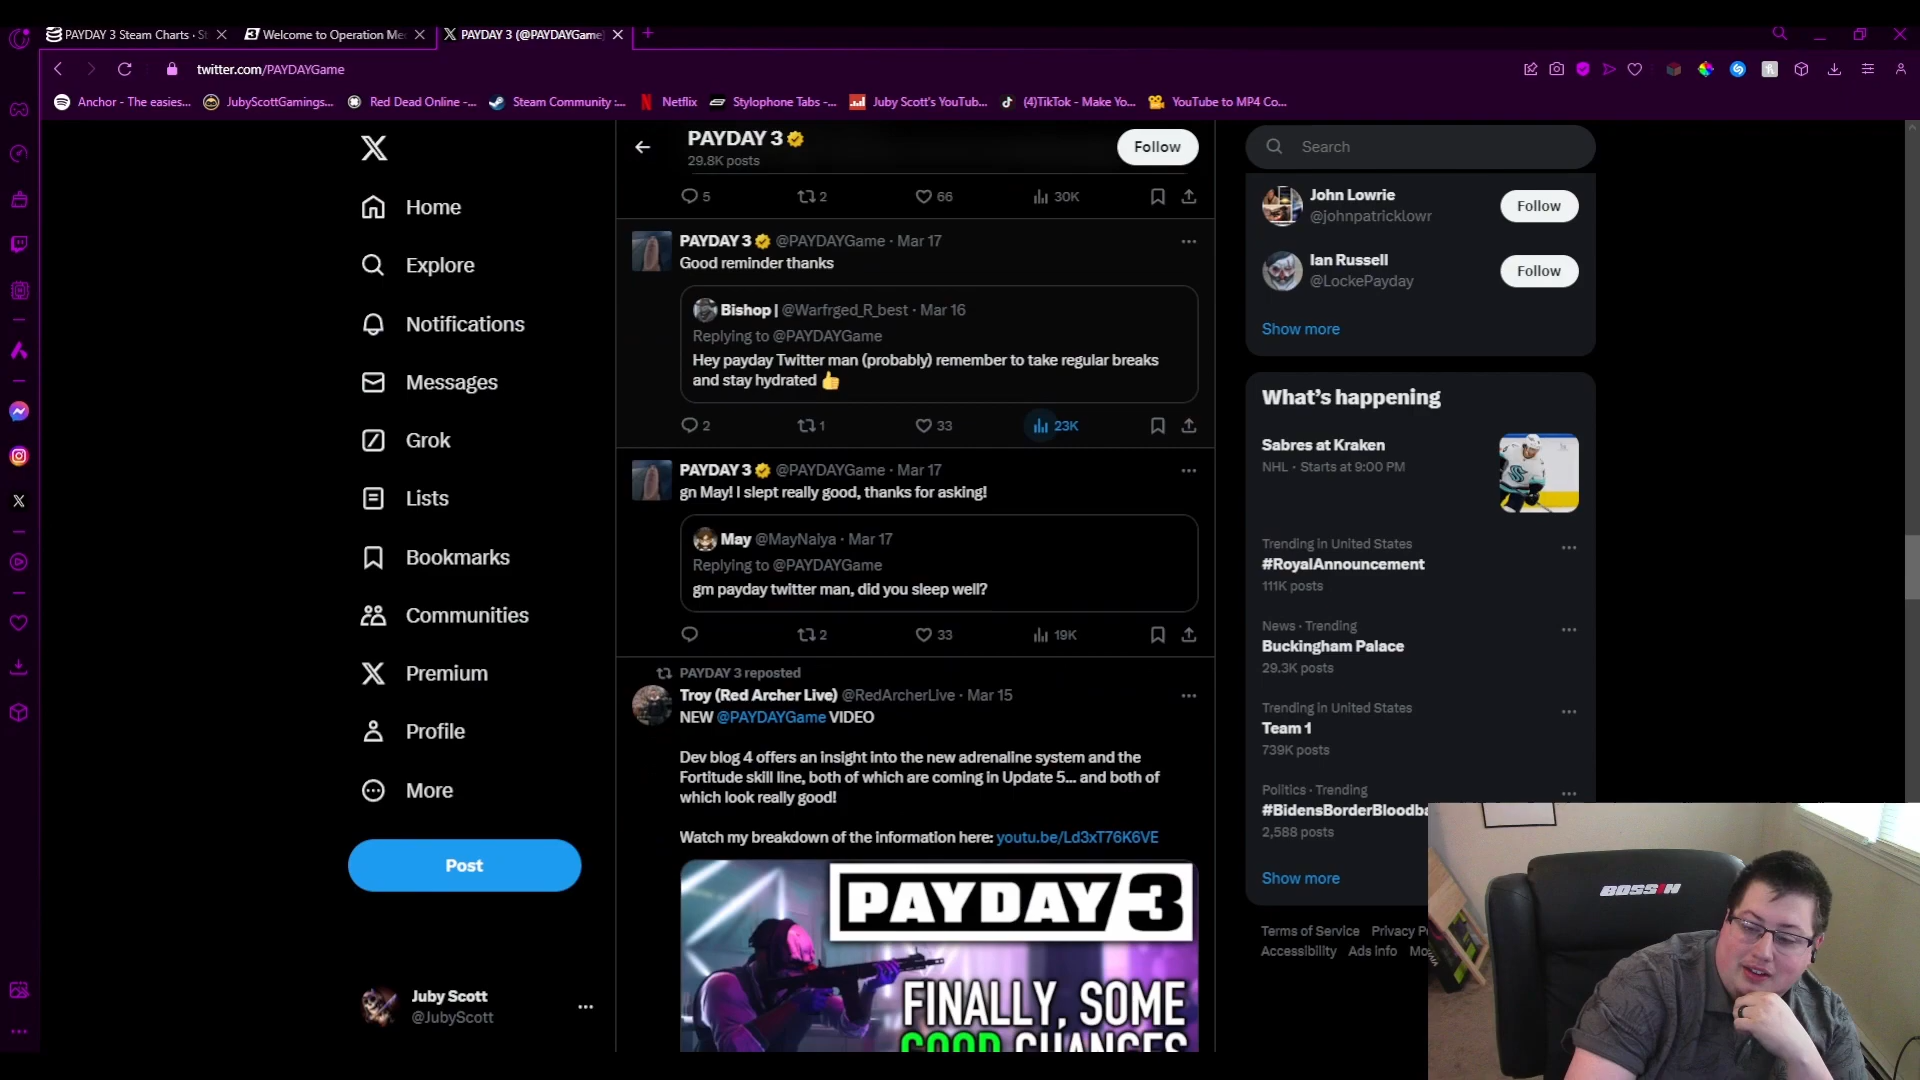 PAYDAY 3 Steam Charts · St
Welcome to Operation Me
PAYDAY 3 (@PAYDAYGame)
twitter.com/PAYDAYGame
Anchor - The easies...
JubyScottGamings...
Red Dead Online -...
Steam Community :...
Netflix
Stylophone Tabs -...
Juby Scott's YouTub...
(4)TikTok - Make Yo...
YouTube to MP4 Co...
Home
Explore
Notifications
Messages
Grok
Lists
Bookmarks
Communities
Premium
Profile
More
Post
Juby Scott
@JubyScott
PAYDAY 3
29.8K posts
Follow
5 2 66 30K
PAYDAY 3 @PAYDAYGame · Mar 17
Good reminder thanks
Bishop | @Warfrged_R_best · Mar 16
Replying to @PAYDAYGame
Hey payday Twitter man (probably) remember to take regular breaks
and stay hydrated 👍
2 1 33 23K
PAYDAY 3 @PAYDAYGame · Mar 17
gn May! I slept really good, thanks for asking!
May @MayNaiya · Mar 17
Replying to @PAYDAYGame
gm payday twitter man, did you sleep well?
2 33 19K
PAYDAY 3 reposted
Troy (Red Archer Live) @RedArcherLive · Mar 15
NEW @PAYDAYGame VIDEO
Dev blog 4 offers an insight into the new adrenaline system and the
Fortitude skill line, both of which are coming in Update 5... and both of
which look really good!
Watch my breakdown of the information here: youtu.be/Ld3xT76K6VE
PAYDAY 3
FINALLY, SOME
GOOD CHANGES
Search
John Lowrie
@johnpatricklowr
Follow
Ian Russell
@LockePayday
Follow
Show more
What's happening
Sabres at Kraken
NHL · Starts at 9:00 PM
Trending in United States
#RoyalAnnouncement
111K posts
News · Trending
Buckingham Palace
29.3K posts
Trending in United States
Team 1
739K posts
Politics · Trending
#BidensBorderBloodba
2,588 posts
Show more
Terms of Service Privacy P
Accessibility Ads info Mo
BOSSIN